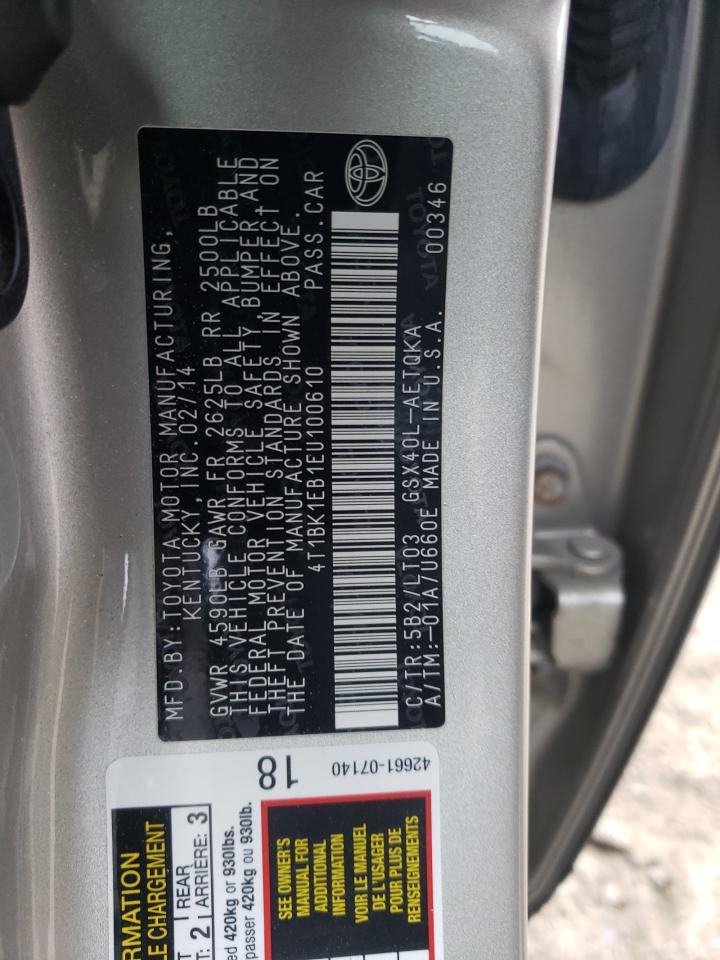 MFD.BY:TOYOTA MOTOR MANUFACTURING,
KENTUCKY,INC.02/14
GVWR 4590LB GAWR FR 2625LB RR 2500LB
THIS VEHICLE CONFORMS TO ALL APPLICABLE
FEDERAL MOTOR VEHICLE SAFETY, BUMPER, AND
THEFT PREVENTION STANDARDS IN EFFECT ON
THE DATE OF MANUFACTURE SHOWN ABOVE.
4T1BK1EB1EU100610 PASS.CAR
C/TR:5B2/LT03 GSX40L-AETQKA
A/TM:-01A/U660E MADE IN U.S.A. 00346
18
42661-07140
RMATION
LE CHARGEMENT
T 2 REAR 3
T: ARRIÈRE:
ed 420kg or 930lbs.
passer 420kg ou 930lb.
SEE OWNER'S
MANUAL FOR
ADDITIONAL
INFORMATION
VOIR LE MANUEL
DE L'USAGER
POUR PLUS DE
RENSEIGNEMENTS